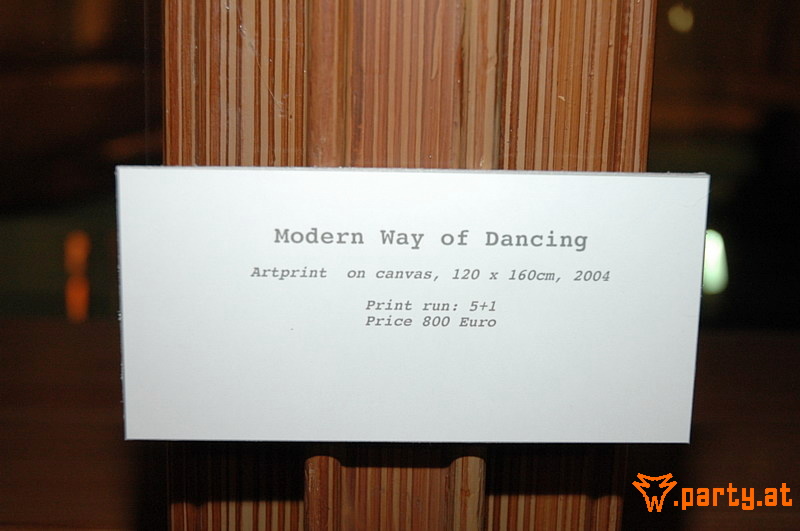 Modern Way of Dancing
Artprint on canvas, 120 x 160cm, 2004
Print run: 5+1
Price 800 Euro
W.party.at